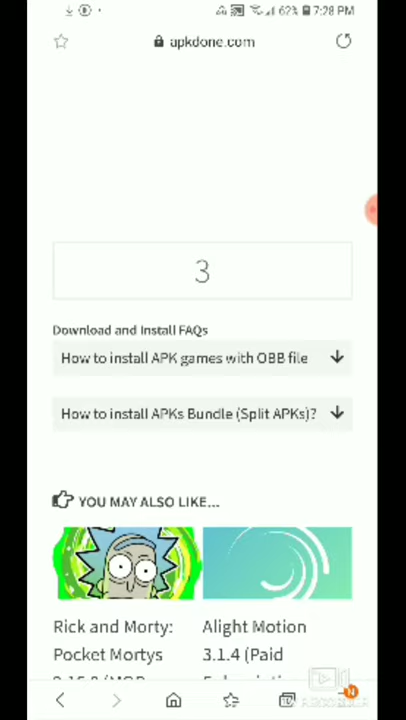 62% 7:28 PM
apkdone.com
3
Download and Install FAQs
How to install APK games with OBB file
How to install APKs Bundle (Split APKs)?
YOU MAY ALSO LIKE...
Rick and Morty:
Pocket Mortys
Alight Motion
3.1.4 (Paid
RECORDER
N